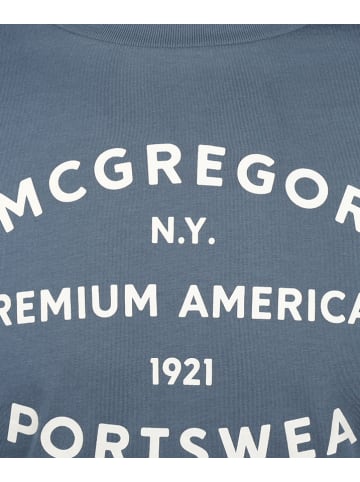 MCGREGOR
N.Y.
REMIUM AMERICA
1921
PORTSWEA